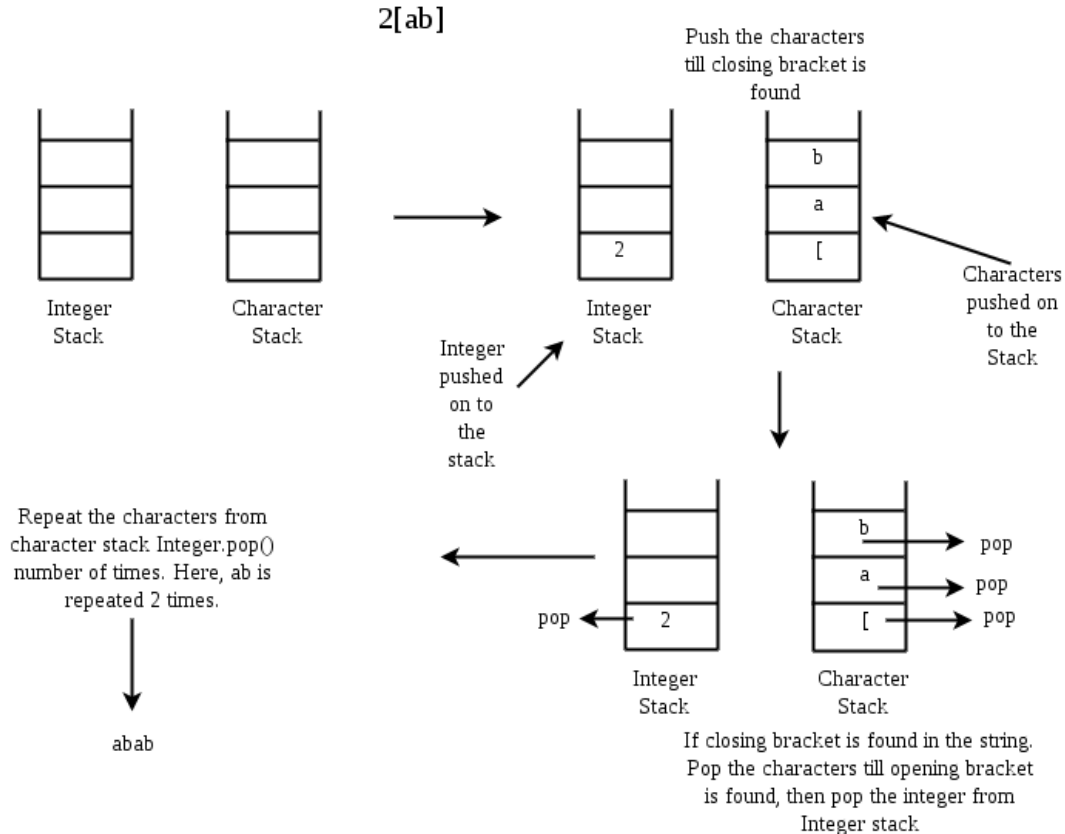 2[ab]
Push the characters
till closing bracket is
found
b
a
2
[
Integer
Stack
Character
Stack
Integer
Stack
Character
Stack
Characters
pushed on
to the
Stack
Integer
pushed
on to
the
stack
b
pop
a
pop
pop
2
[
pop
Integer
Stack
Character
Stack
If closing bracket is found in the string.
Pop the characters till opening bracket
is found, then pop the integer from
Integer stack
Repeat the characters from
character stack Integer.pop()
number of times. Here, ab is
repeated 2 times.
abab